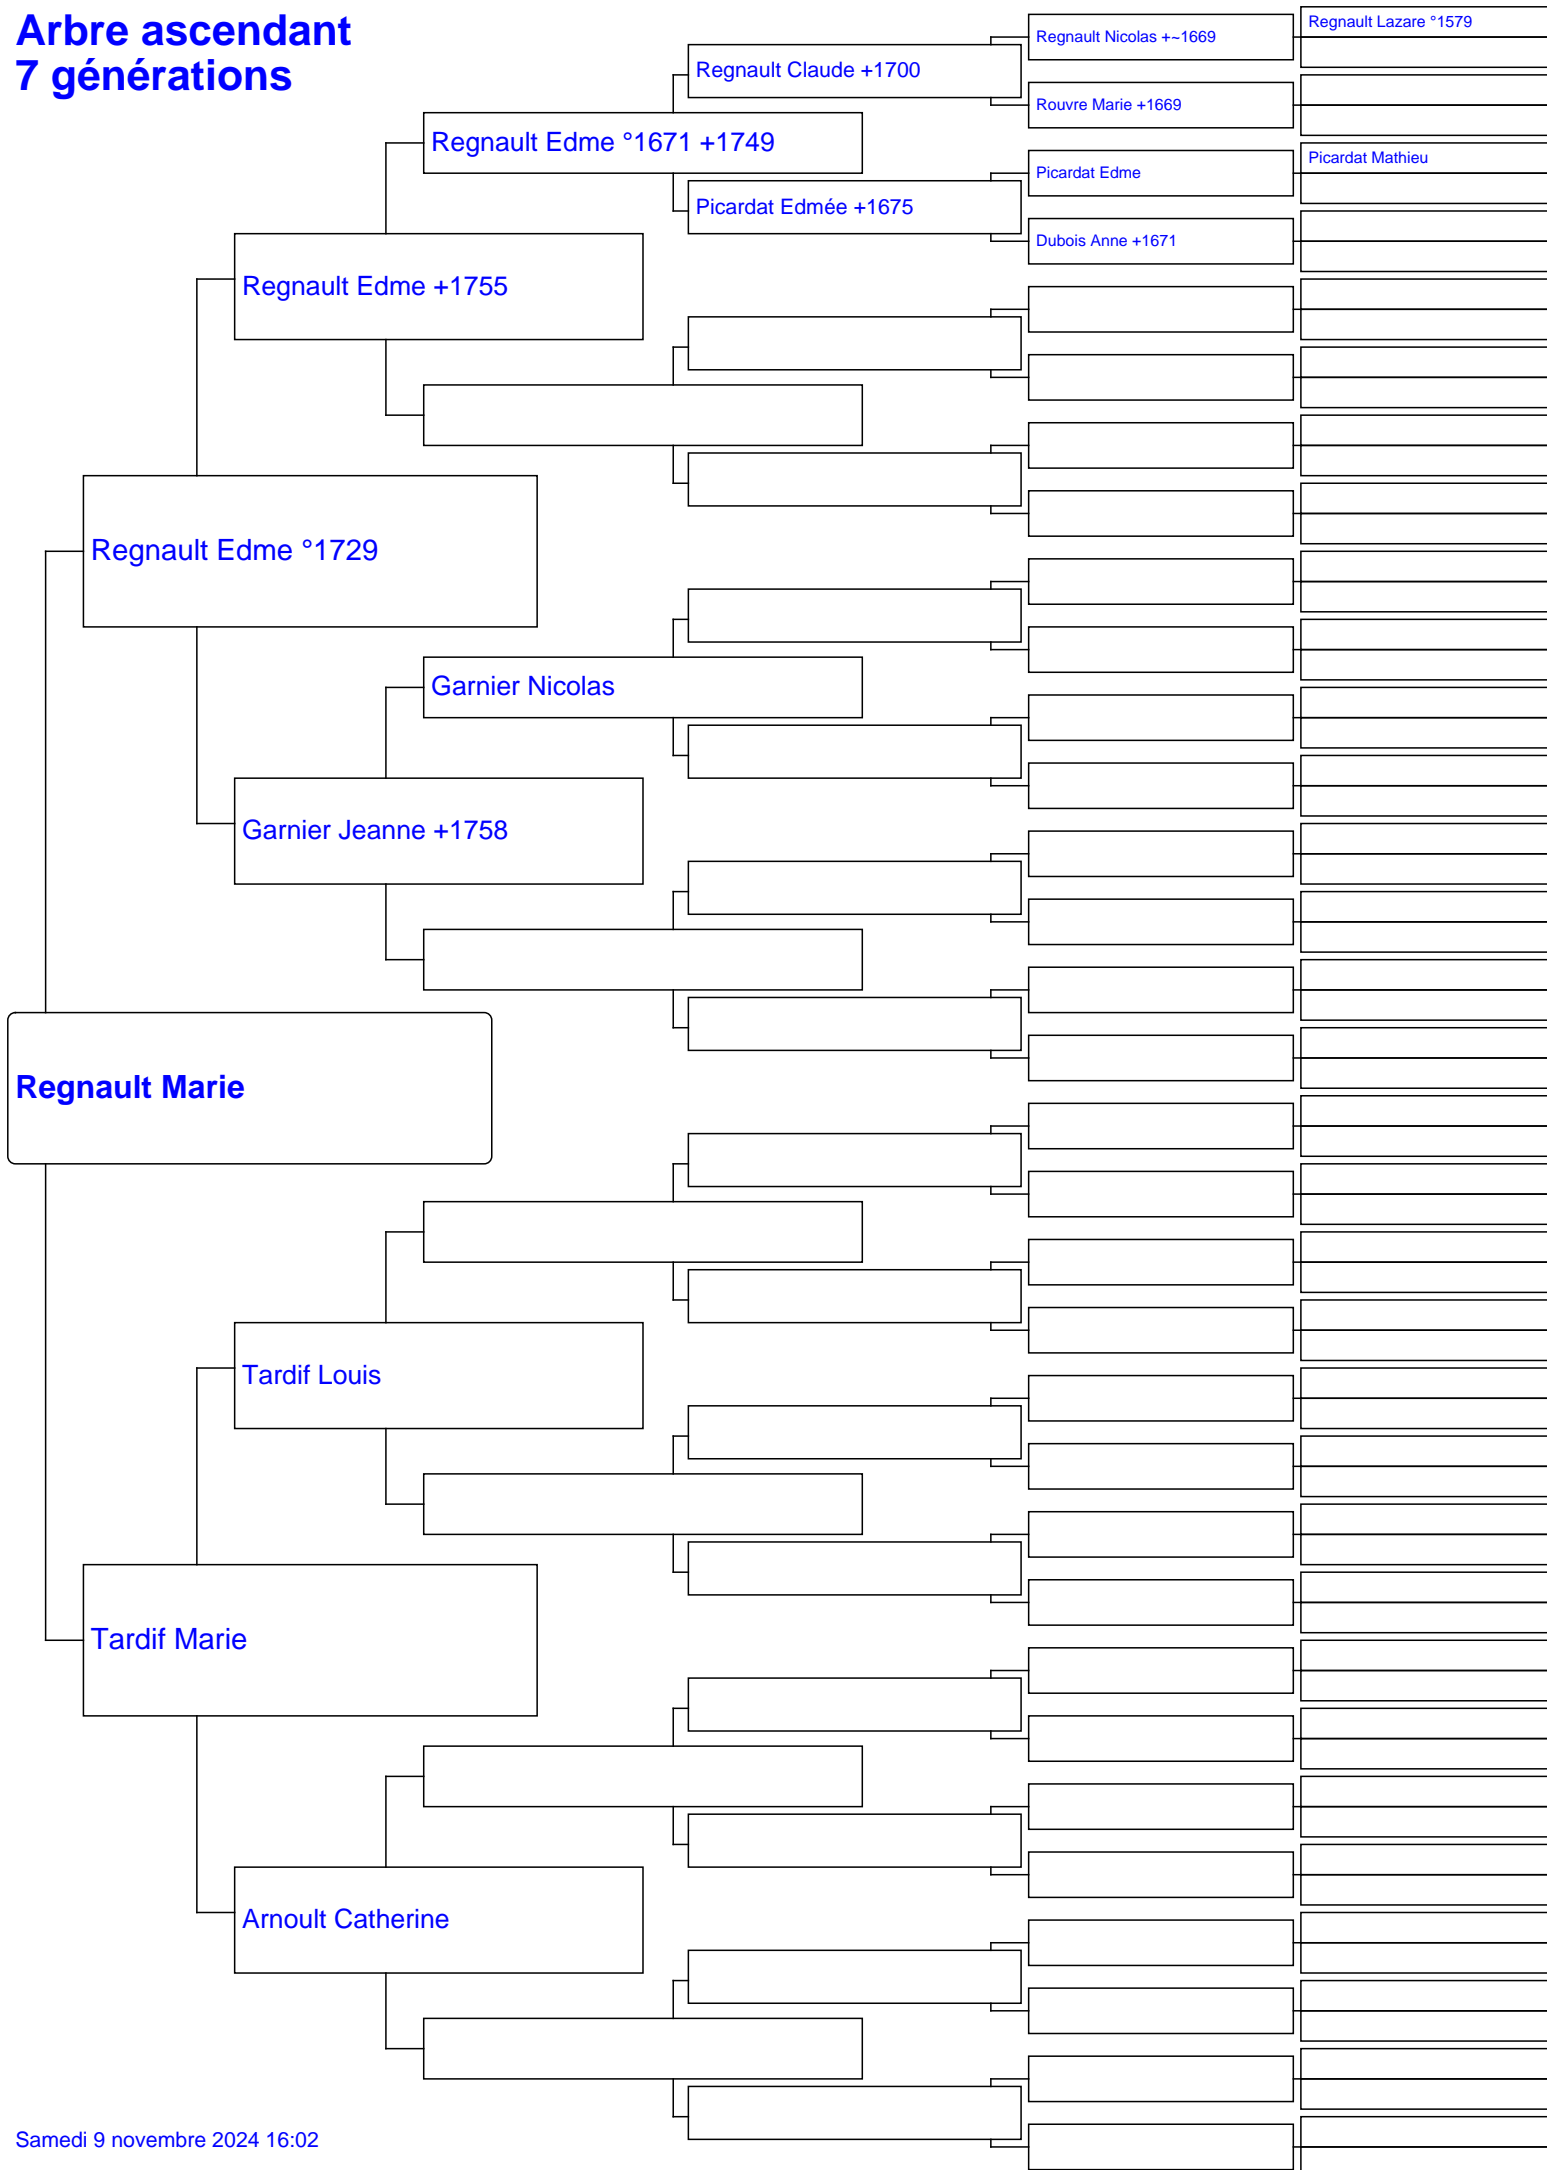 Arbre ascendant
7 générations
Regnault Lazare °1579
Regnault Nicolas +~1669
Regnault Claude +1700
Rouvre Marie +1669
Regnault Edme °1671 +1749
Picardat Mathieu
Picardat Edme
Picardat Edmée +1675
Dubois Anne +1671
Regnault Edme +1755
Regnault Edme °1729
Garnier Nicolas
Garnier Jeanne +1758
Regnault Marie
Tardif Louis
Tardif Marie
Arnoult Catherine
Samedi 9 novembre 2024 16:02